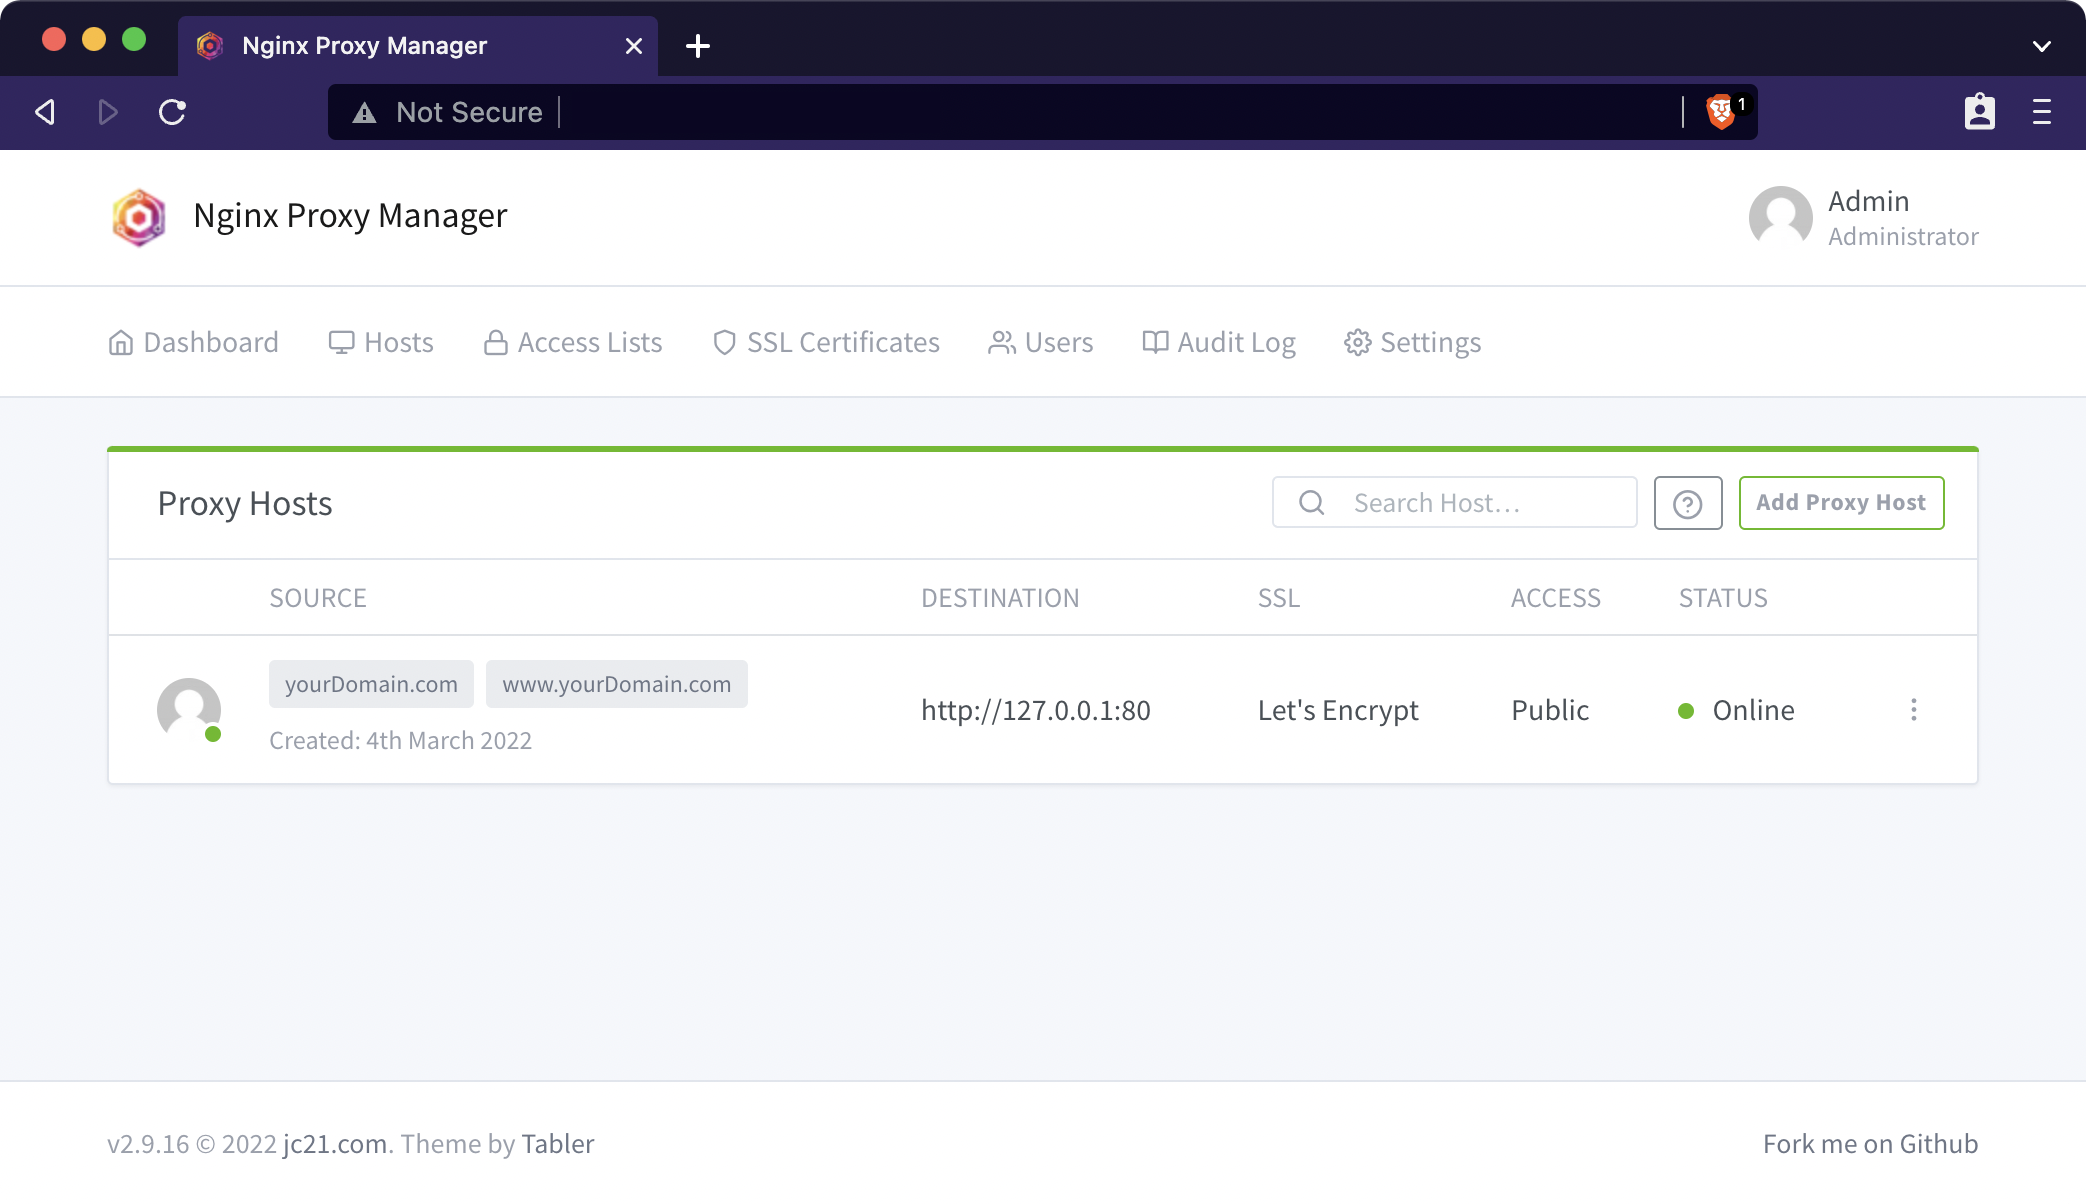 Nginx Proxy Manager
Not Secure
1
Nginx Proxy Manager
Admin
Administrator
Dashboard Hosts Access Lists SSL Certificates Users Audit Log Settings
Proxy Hosts Search Host... Add Proxy Host
SOURCE DESTINATION SSL ACCESS STATUS
yourDomain.com www.yourDomain.com
http://127.0.0.1:80 Let's Encrypt Public Online
Created: 4th March 2022
v2.9.16 © 2022 jc21.com. Theme by Tabler Fork me on Github